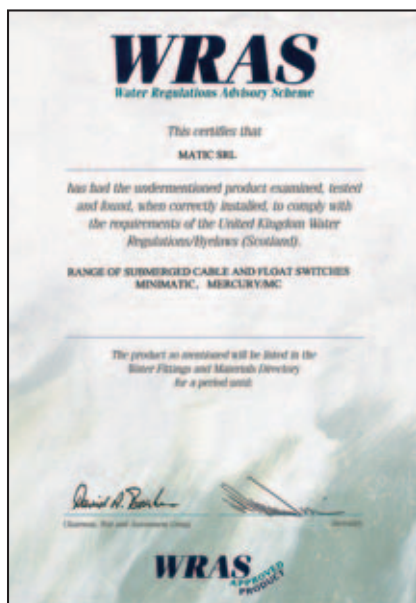 WRAS
Water Regulations Advisory Scheme
This certifies that
MATIC SRL
has had the undermentioned product examined, tested
and found, when correctly installed, to comply with
the requirements of the United Kingdom Water
Regulations/Byelaws (Scotland).
RANGE OF SUBMERGED CABLE AND FLOAT SWITCHES
MINIMATIC, MERCURY/MC
The product so mentioned will be listed in the
Water Fittings and Materials Directory
for a period until:
David A.
Chairman,
Secretary
WRAS
APPROVED
PRODUCT